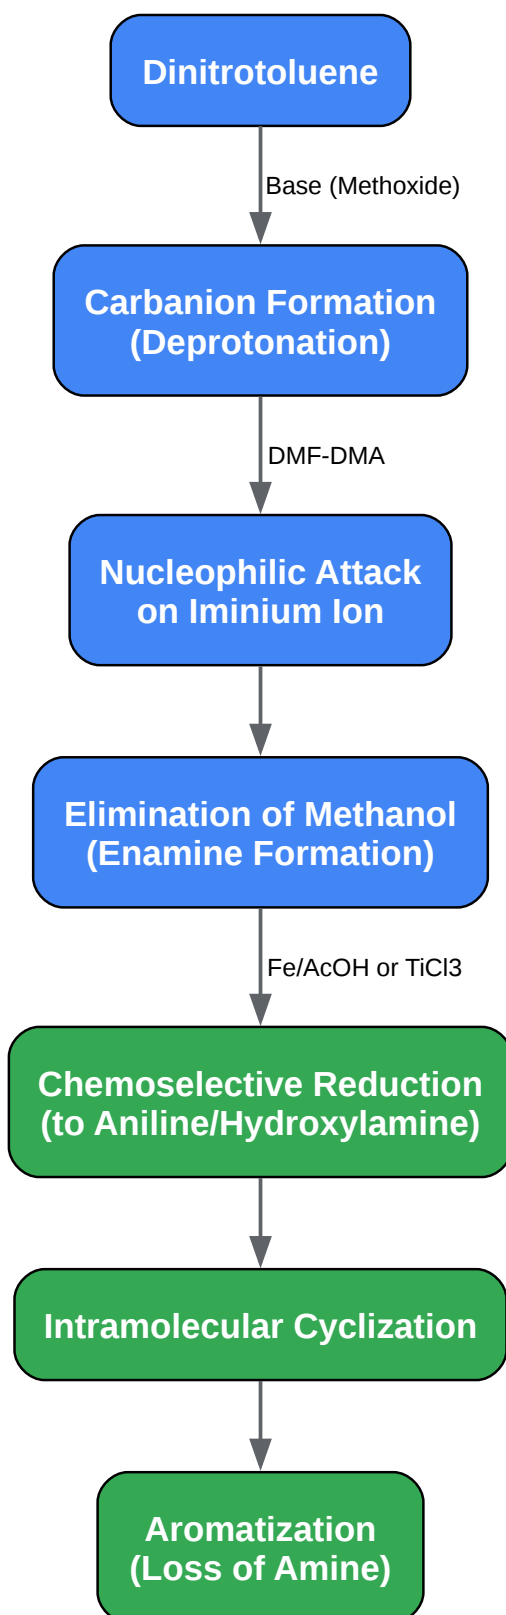 Dinitrotoluene
Base (Methoxide)
Carbanion Formation
(Deprotonation)
DMF-DMA
Nucleophilic Attack
on Iminium Ion
Elimination of Methanol
(Enamine Formation)
Fe/AcOH or TiCl3
Chemoselective Reduction
(to Aniline/Hydroxylamine)
Intramolecular Cyclization
Aromatization
(Loss of Amine)